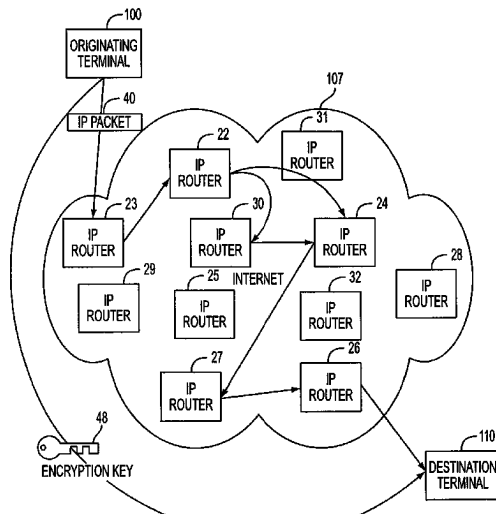 100
ORIGINATING
TERMINAL
40
IP PACKET
107
31
IP
ROUTER
22
IP
ROUTER
23
IP
ROUTER
30
IP
ROUTER
24
IP
ROUTER
INTERNET
29
IP
ROUTER
25
IP
ROUTER
32
IP
ROUTER
28
IP
ROUTER
27
IP
ROUTER
26
IP
ROUTER
48
ENCRYPTION KEY
110
DESTINATION
TERMINAL